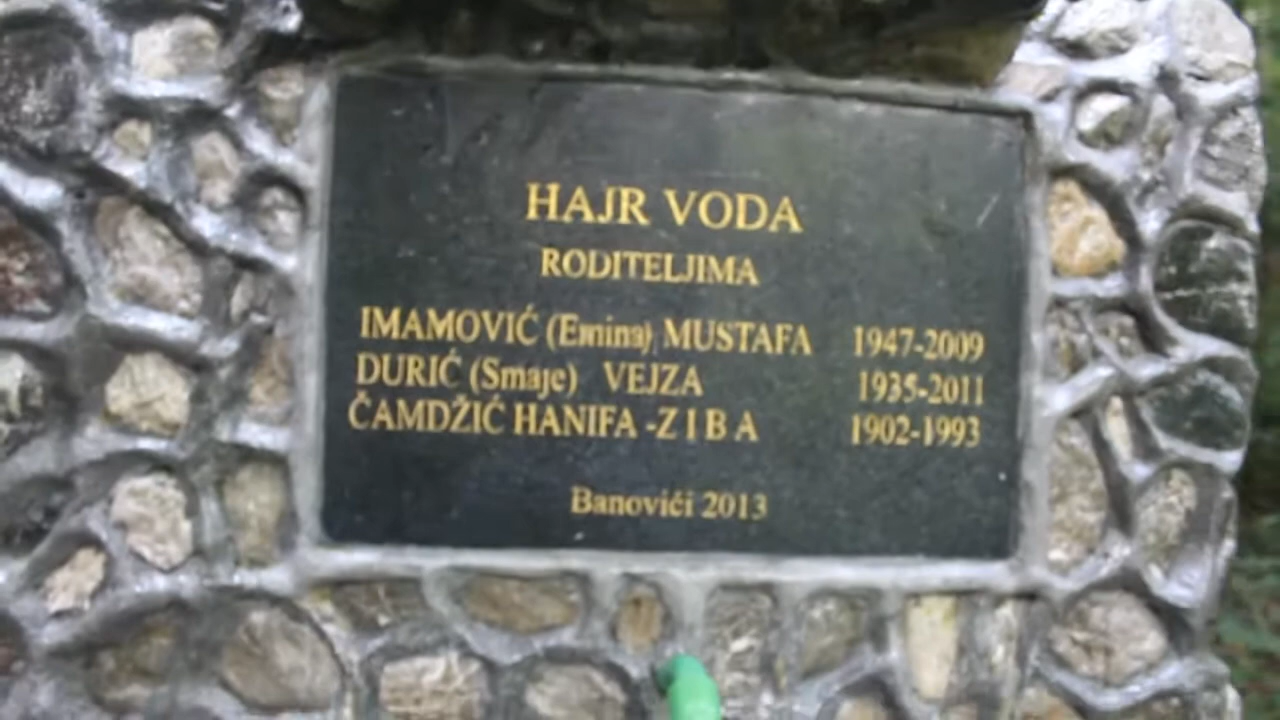 HAJR VODA
RODITELJIMA
IMAMOVIĆ (Emina) MUSTAFA 1947-2009
DURIĆ (Smaje) VEJZA 1935-2011
ČAMDŽIĆ HANIFA -Z I B A 1902-1993
Banovići 2013